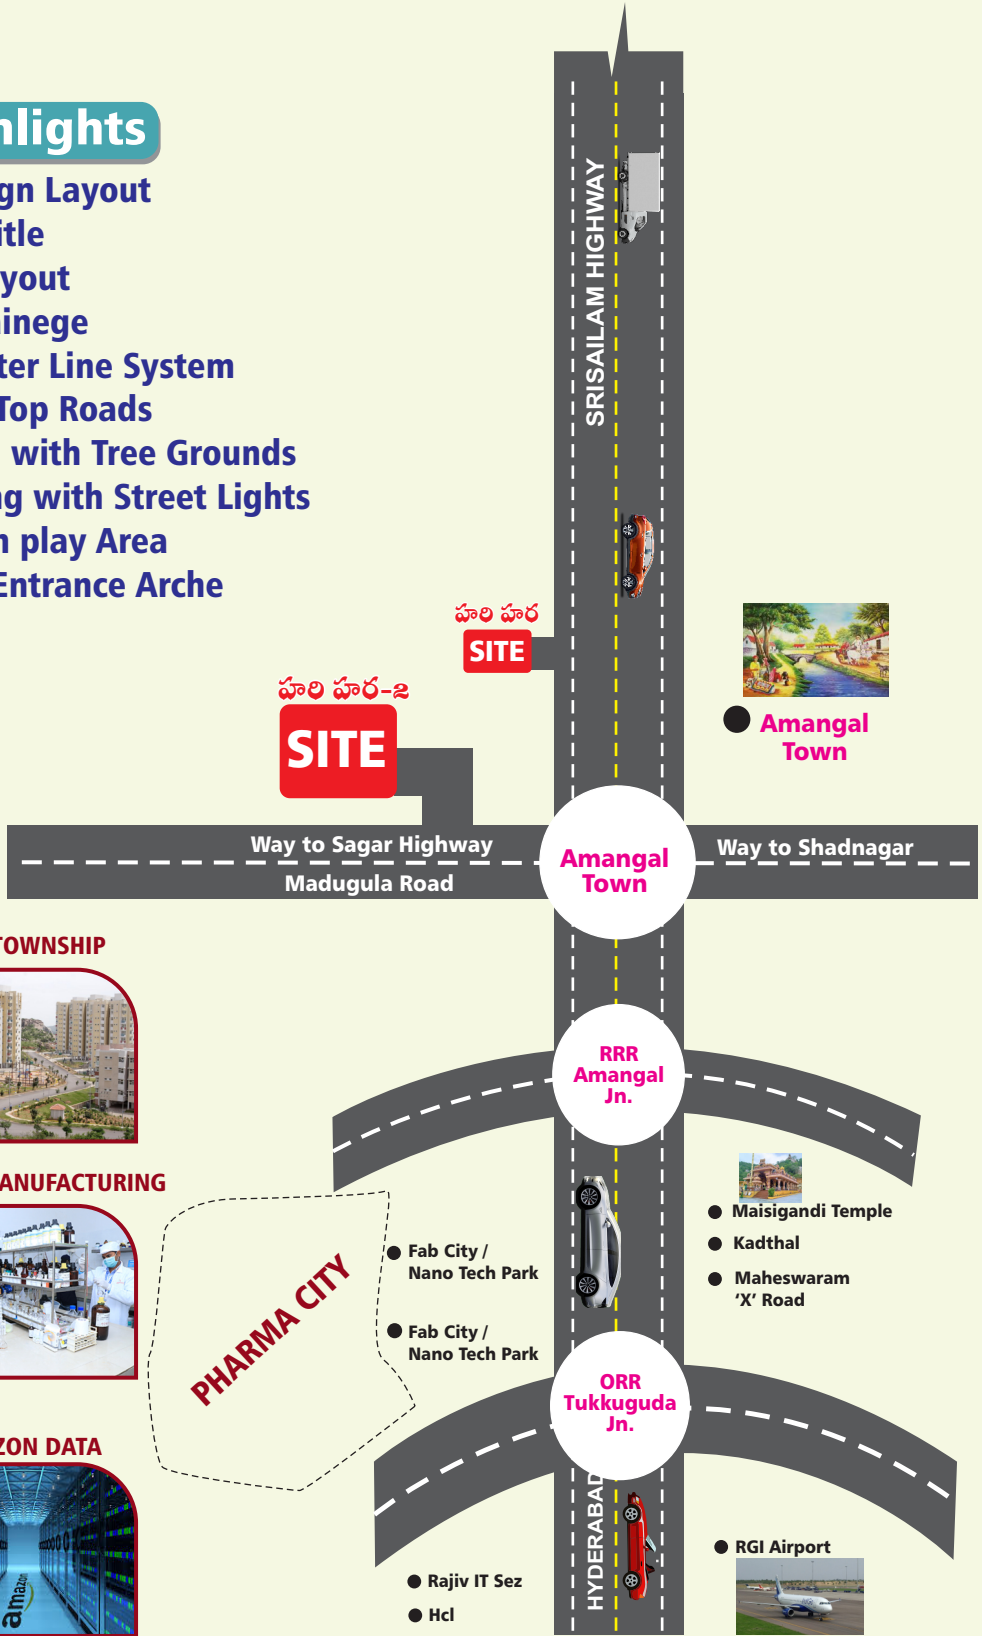 hlights
gn Layout
itle
yout
inege
ter Line System
Top Roads
with Tree Grounds
ng with Street Lights
n play Area
Entrance Arche
SRISAILAM HIGHWAY
హరి హర
SITE
హరి హర-2
SITE
Amangal
Town
Way to Sagar Highway
Madugula Road
Amangal
Town
Way to Shadnagar
TOWNSHIP
RRR
Amangal
Jn.
ANUFACTURING
PHARMA CITY
Fab City /
Nano Tech Park
Fab City /
Nano Tech Park
Maisigandi Temple
Kadthal
Maheswaram
'X' Road
ORR
Tukkuguda
Jn.
ZON DATA
amazon
HYDERABAD
Rajiv IT Sez
Hcl
RGI Airport